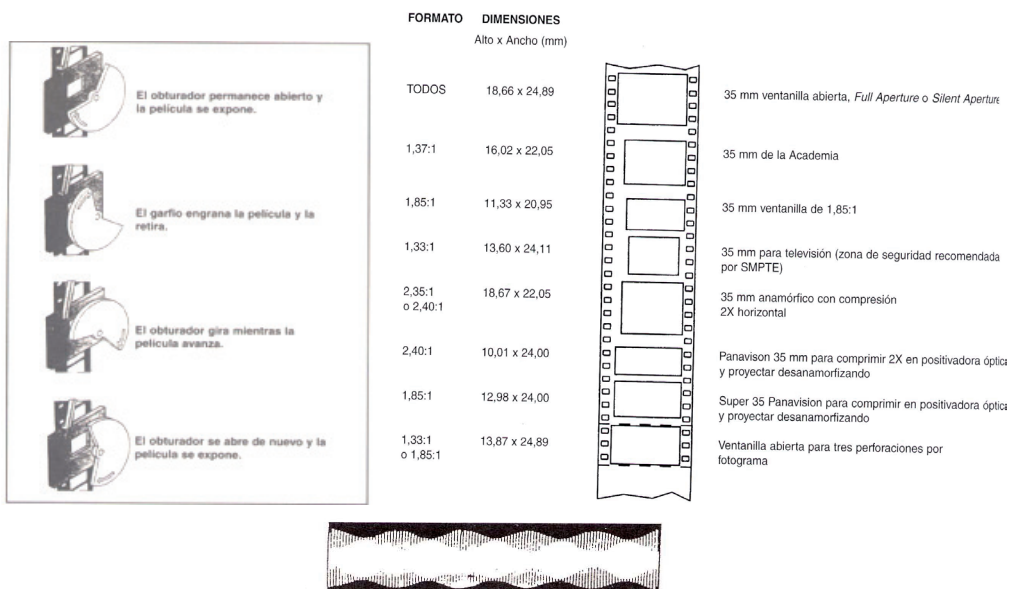 El obturador permanece abierto y
la película se expone.
El garfio engrana la película y la
retira.
El obturador gira mientras la
película avanza.
El obturador se abre de nuevo y la
película se expone.
FORMATO DIMENSIONES
Alto x Ancho (mm)
TODOS 18,66 x 24,89 35 mm ventanilla abierta, Full Aperture o Silent Aperture
1,37:1 16,02 x 22,05 35 mm de la Academia
1,85:1 11,33 x 20,95 35 mm ventanilla de 1,85:1
1,33:1 13,60 x 24,11 35 mm para televisión (zona de seguridad recomendada
por SMPTE)
2,35:1 18,67 x 22,05 35 mm anamórfico con compresión
o 2,40:1 2X horizontal
2,40:1 10,01 x 24,00 Panavison 35 mm para comprimir 2X en positivadora óptica
y proyectar desanamorfizando
1,85:1 12,98 x 24,00 Super 35 Panavision para comprimir en positivadora óptica
y proyectar desanamorfizando
1,33:1 13,87 x 24,89 Ventanilla abierta para tres perforaciones por
o 1,85:1 fotograma